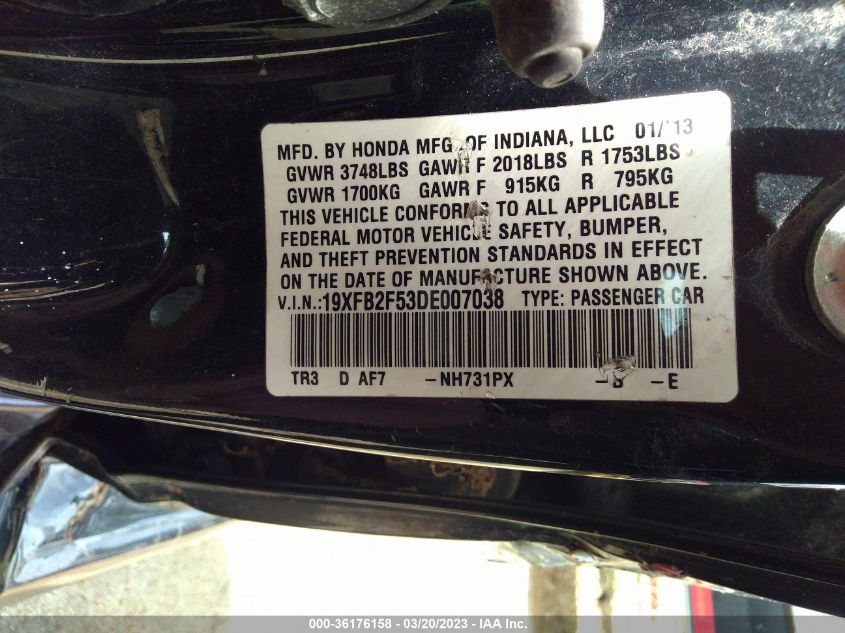 MFD. BY HONDA MFG. OF INDIANA, LLC 01/13
GVWR 3748LBS GAWR F 2018LBS R 1753LBS
GVWR 1700KG GAWR F 915KG R 795KG
THIS VEHICLE CONFORMS TO ALL APPLICABLE
FEDERAL MOTOR VEHICLE SAFETY, BUMPER,
AND THEFT PREVENTION STANDARDS IN EFFECT
ON THE DATE OF MANUFACTURE SHOWN ABOVE.
V.I.N.:19XFB2F53DE007038 TYPE: PASSENGER CAR
TR3 D AF7 -NH731PX -B -E
000-36176158 - 03/20/2023 - IAA Inc.